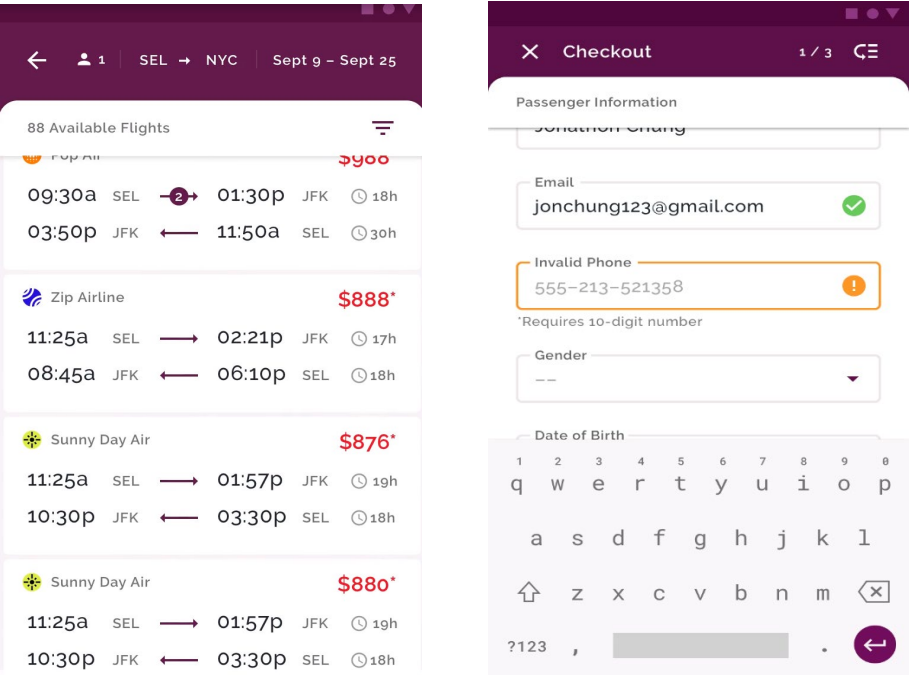 1 SEL → NYC Sept 9 – Sept 25
88 Available Flights
Pop Air $988
09:30a SEL 2 01:30p JFK 18h
03:50p JFK 11:50a SEL 30h
Zip Airline $888*
11:25a SEL 02:21p JFK 17h
08:45a JFK 06:10p SEL 18h
Sunny Day Air $876*
11:25a SEL 01:57p JFK 19h
10:30p JFK 03:30p SEL 18h
Sunny Day Air $880*
11:25a SEL 01:57p JFK 19h
10:30p JFK 03:30p SEL 18h
Checkout 1 / 3
Passenger Information
Jonathon Chung
Email
jonchung123@gmail.com
Invalid Phone
555-213-521358
*Requires 10-digit number
Gender
--
Date of Birth
1 2 3 4 5 6 7 8 9 0
q w e r t y u i o p
a s d f g h j k l
z x c v b n m
?123 , .